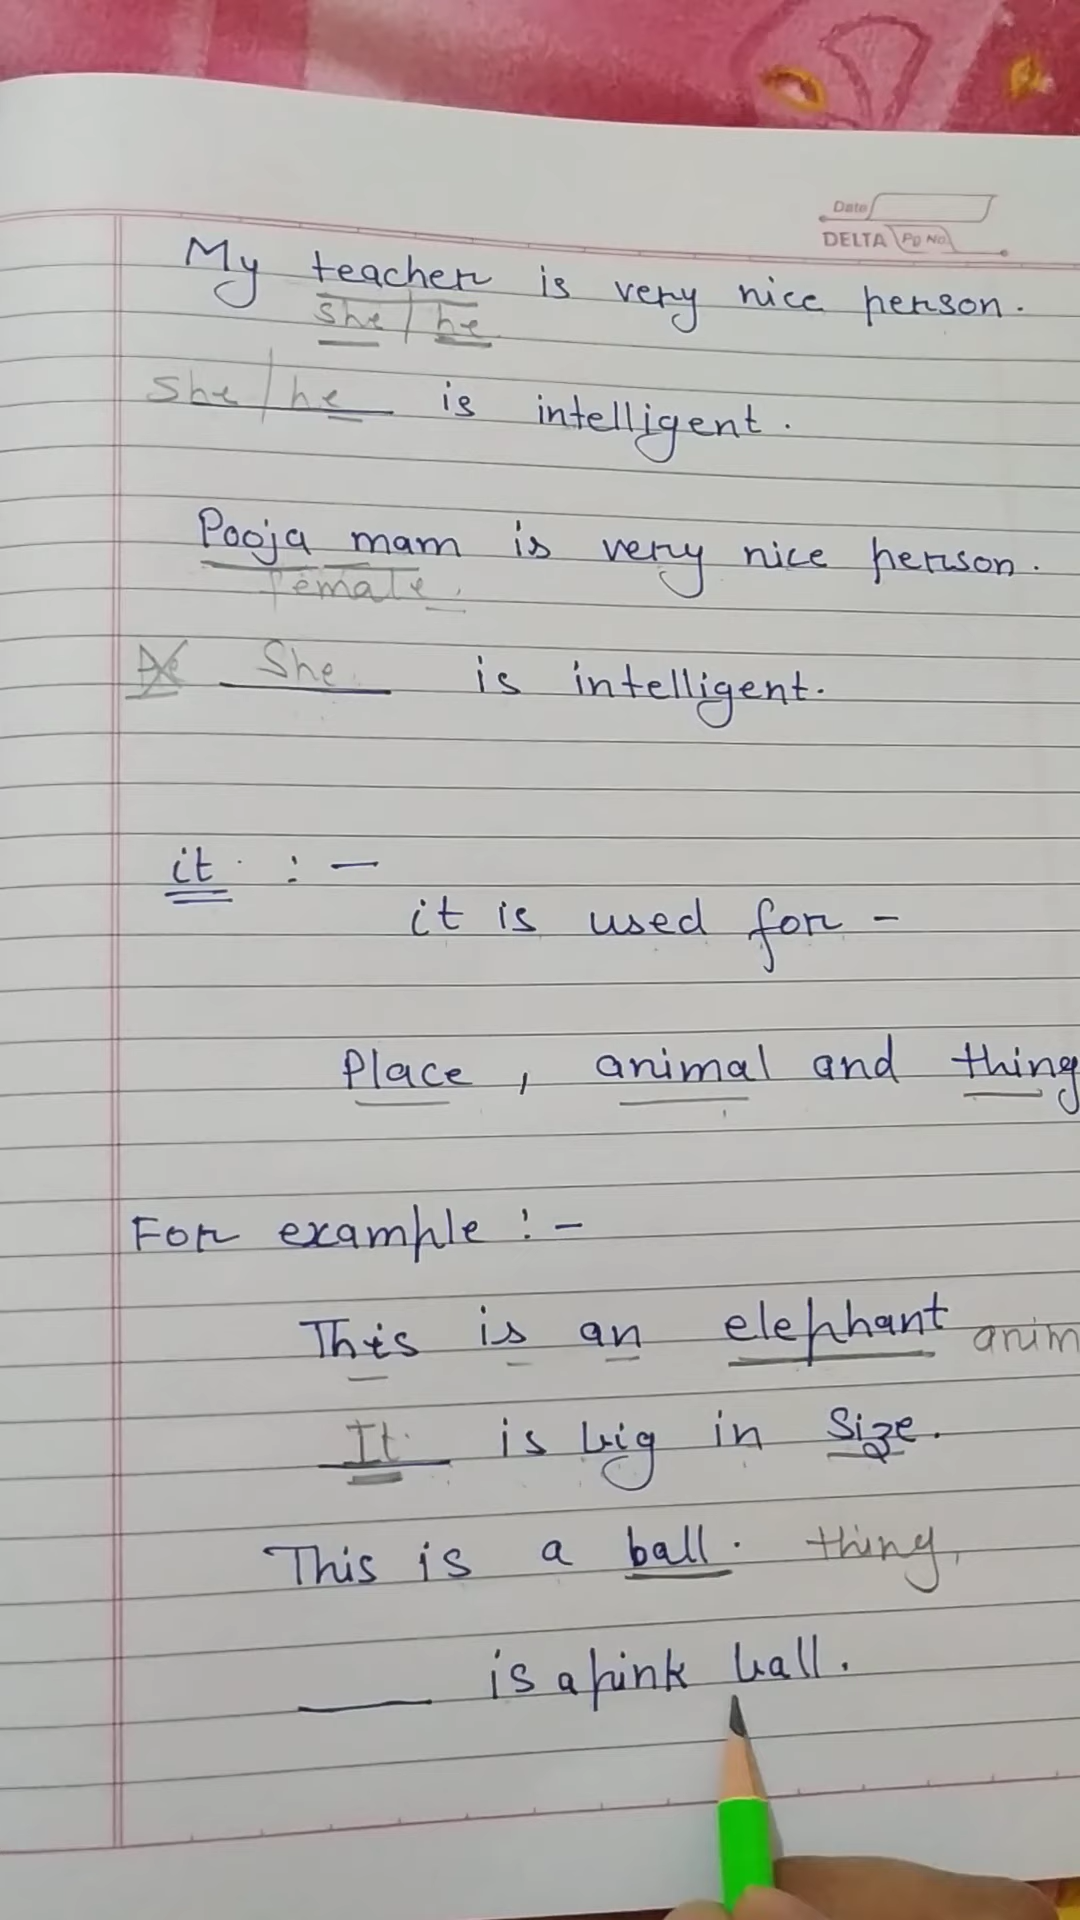 Date
DELTA Pg No.
My teacher is very nice person.
she/he
She/he is intelligent.
Pooja mam is very nice person.
female.
She is intelligent.
it :-
it is used for -
Place, animal and thing
For example :-
This is an elephant anim
It is big in Size.
This is a ball. thing,
is a pink ball.